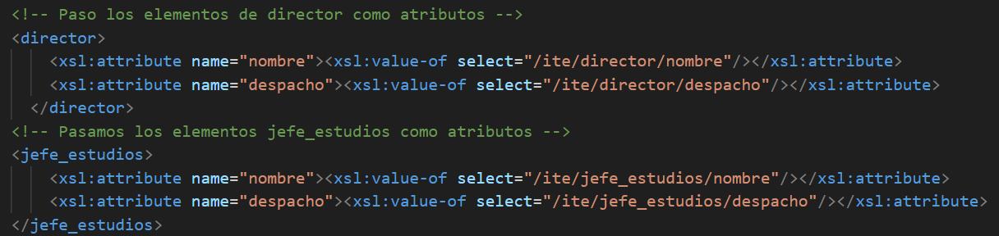 <!-- Paso los elementos de director como atributos -->
<director>
<xsl:attribute name="nombre"><xsl:value-of select="/ite/director/nombre"/></xsl:attribute>
<xsl:attribute name="despacho"><xsl:value-of select="/ite/director/despacho"/></xsl:attribute>
</director>
<!-- Pasamos los elementos jefe_estudios como atributos -->
<jefe_estudios>
<xsl:attribute name="nombre"><xsl:value-of select="/ite/jefe_estudios/nombre"/></xsl:attribute>
<xsl:attribute name="despacho"><xsl:value-of select="/ite/jefe_estudios/despacho"/></xsl:attribute>
</jefe_estudios>